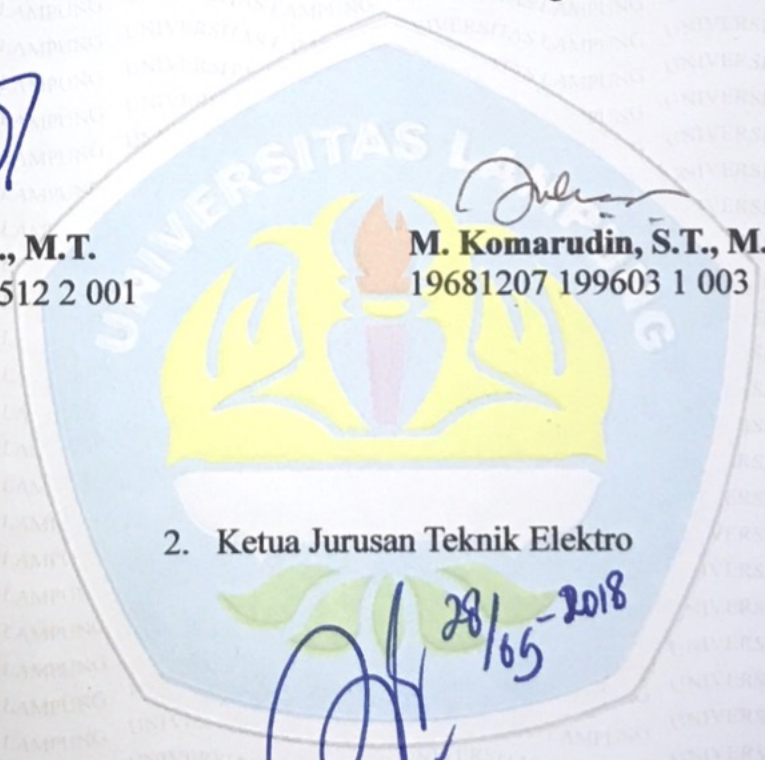 UNIVERSITAS LAMPUNG
., M.T.
512 2 001
M. Komarudin, S.T., M.
19681207 199603 1 003
2. Ketua Jurusan Teknik Elektro
28/05-2018